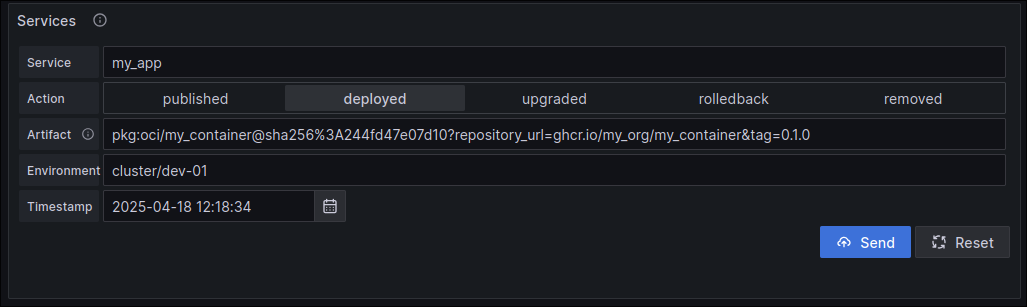 Services
Service my_app
Action published deployed upgraded rolledback removed
Artifact pkg:oci/my_container@sha256%3A244fd47e07d10?repository_url=ghcr.io/my_org/my_container&tag=0.1.0
Environment cluster/dev-01
Timestamp 2025-04-18 12:18:34
Send Reset